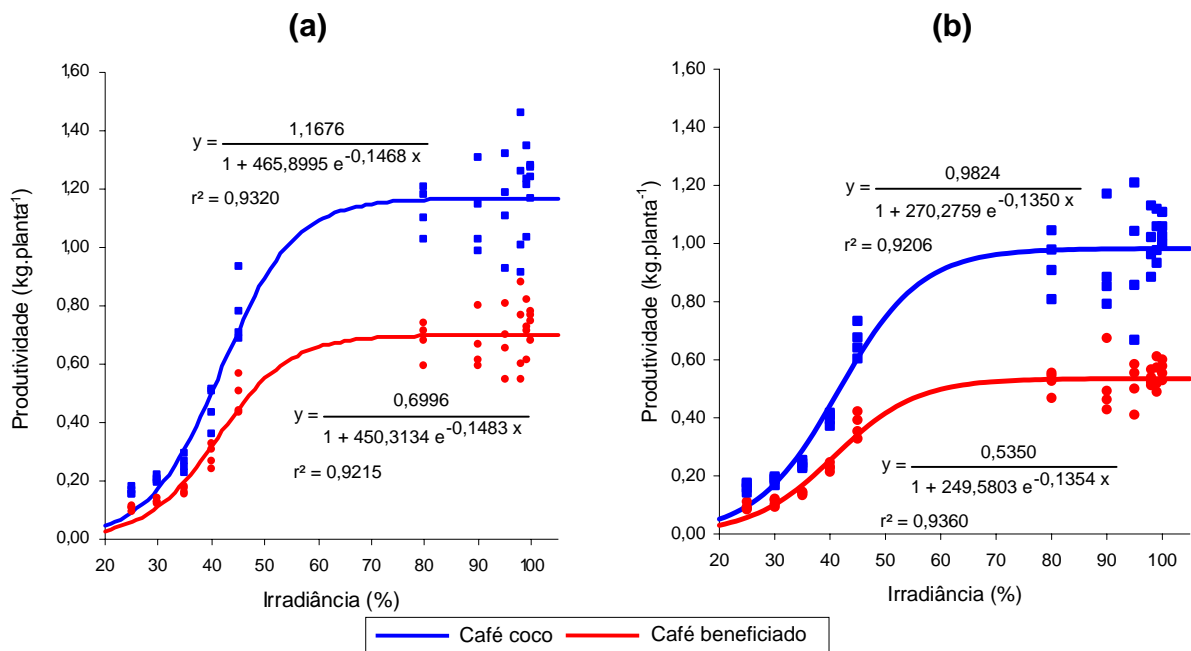 (a)
Produtividade (kg.planta-1)
1,60
1,40
1,20
1,00
0,80
0,60
0,40
0,20
0,00
y = 1,1676
1 + 465,8995 e-0,1468 x
r² = 0,9320
y = 0,6996
1 + 450,3134 e-0,1483 x
r² = 0,9215
20 30 40 50 60 70 80 90 100
Irradiância (%)
(b)
Produtividade (kg.planta-1)
1,60
1,40
1,20
1,00
0,80
0,60
0,40
0,20
0,00
y = 0,9824
1 + 270,2759 e-0,1350 x
r² = 0,9206
y = 0,5350
1 + 249,5803 e-0,1354 x
r² = 0,9360
20 30 40 50 60 70 80 90 100
Irradiância (%)
Café coco Café beneficiado